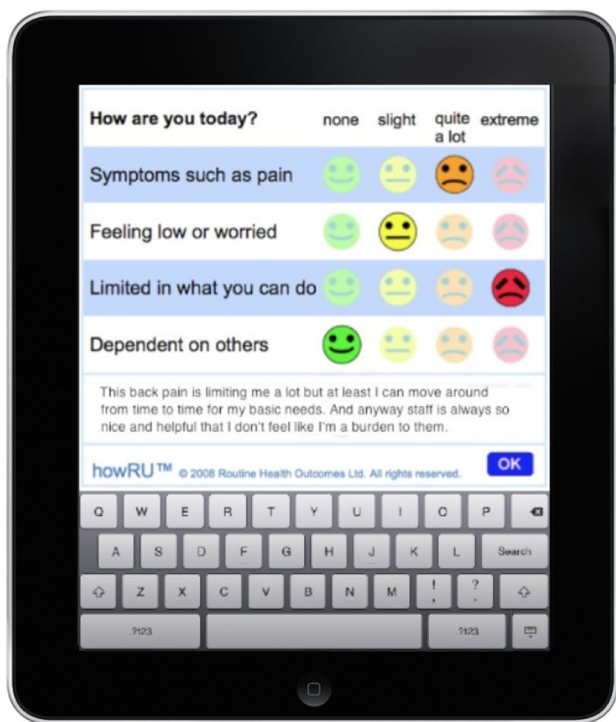 How are you today?
none slight quite a lot extreme
Symptoms such as pain
Feeling low or worried
Limited in what you can do
Dependent on others
This back pain is limiting me a lot but at least I can move around
from time to time for my basic needs. And anyway staff is always so
nice and helpful that I don't feel like I'm a burden to them.
howRU™ © 2008 Routine Health Outcomes Ltd. All rights reserved. OK
Q W E R T Y U I O P
A S D F G H J K L Search
Z X C V B N M ! , ? .
.?123 ?123